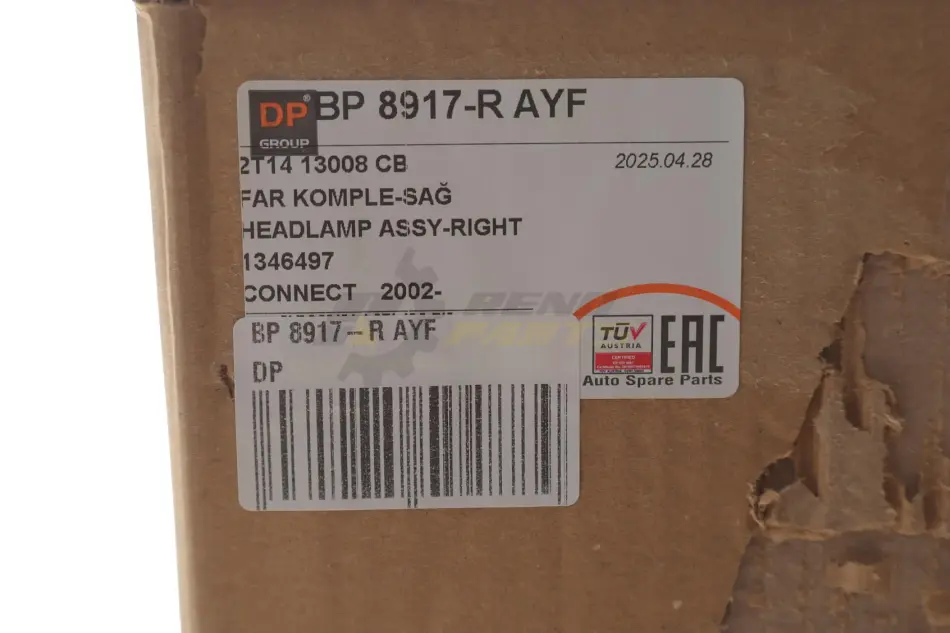 DP®
GROUP
BP 8917-R AYF
2T14 13008 CB
2025.04.28
FAR KOMPLE-SAĞ
HEADLAMP ASSY-RIGHT
1346497
CONNECT 2002-
TÜV
AUSTRIA
EAC
Auto Spare Parts
BP 8917 - R AYF
DP